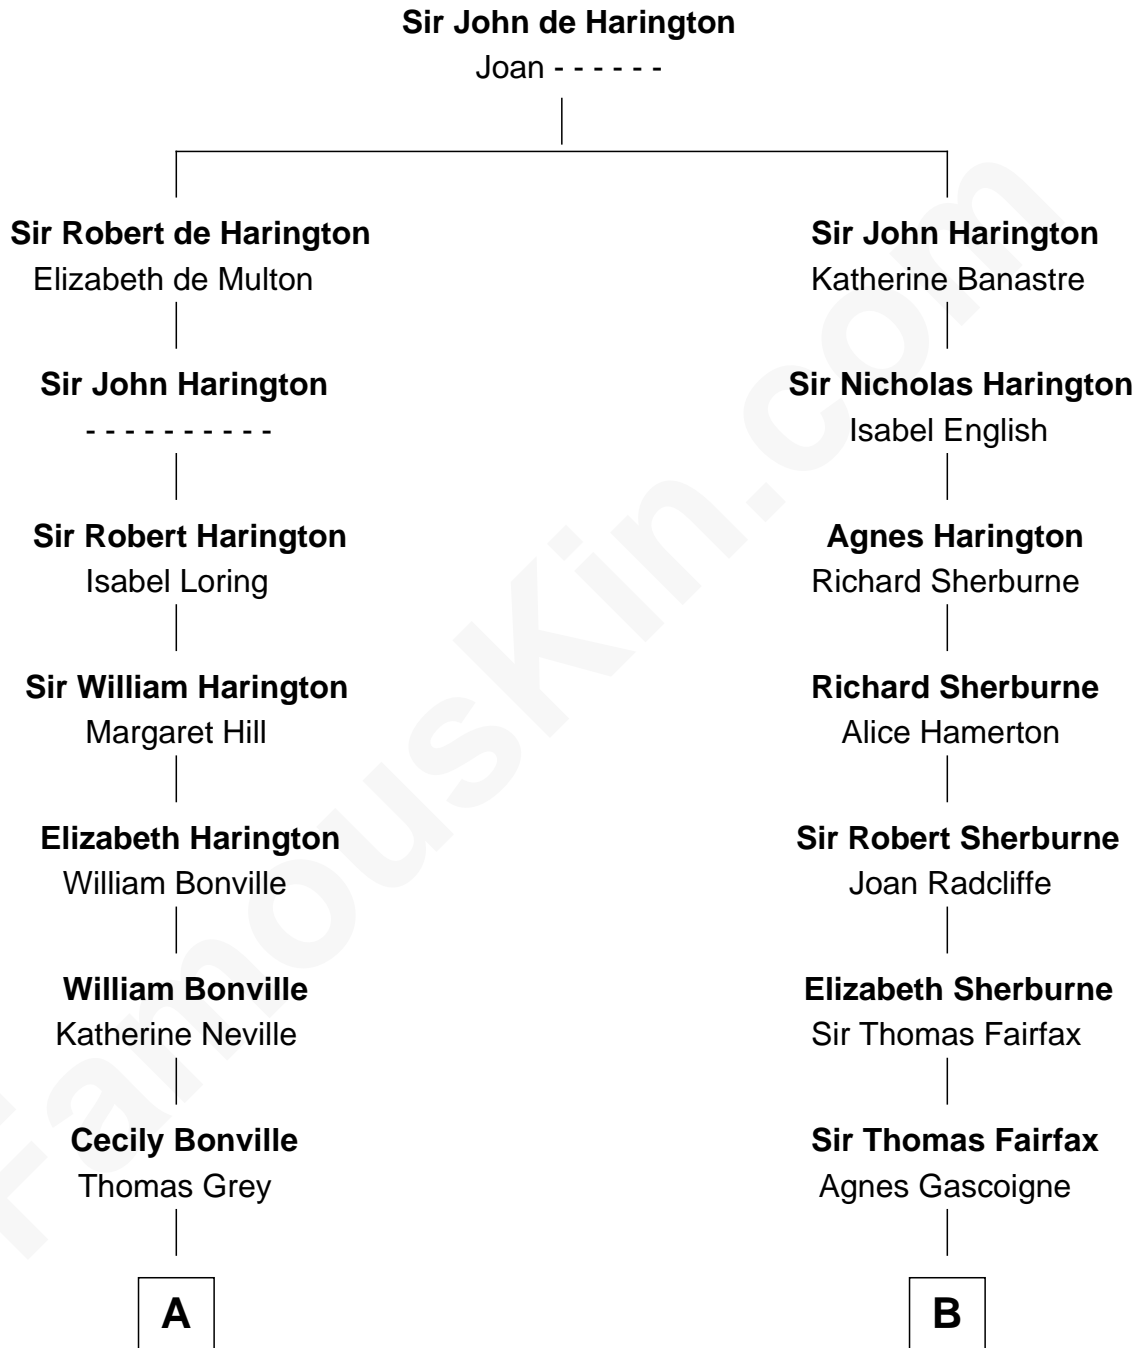 Sir John de Harington
Joan - - - - - -
Sir Robert de Harington
Elizabeth de Multon
Sir John Harington
- - - - - - - - - -
Sir Robert Harington
Isabel Loring
Sir William Harington
Margaret Hill
Elizabeth Harington
William Bonville
William Bonville
Katherine Neville
Cecily Bonville
Thomas Grey
A
Sir John Harington
Katherine Banastre
Sir Nicholas Harington
Isabel English
Agnes Harington
Richard Sherburne
Richard Sherburne
Alice Hamerton
Sir Robert Sherburne
Joan Radcliffe
Elizabeth Sherburne
Sir Thomas Fairfax
Sir Thomas Fairfax
Agnes Gascoigne
B
FamousKin.com